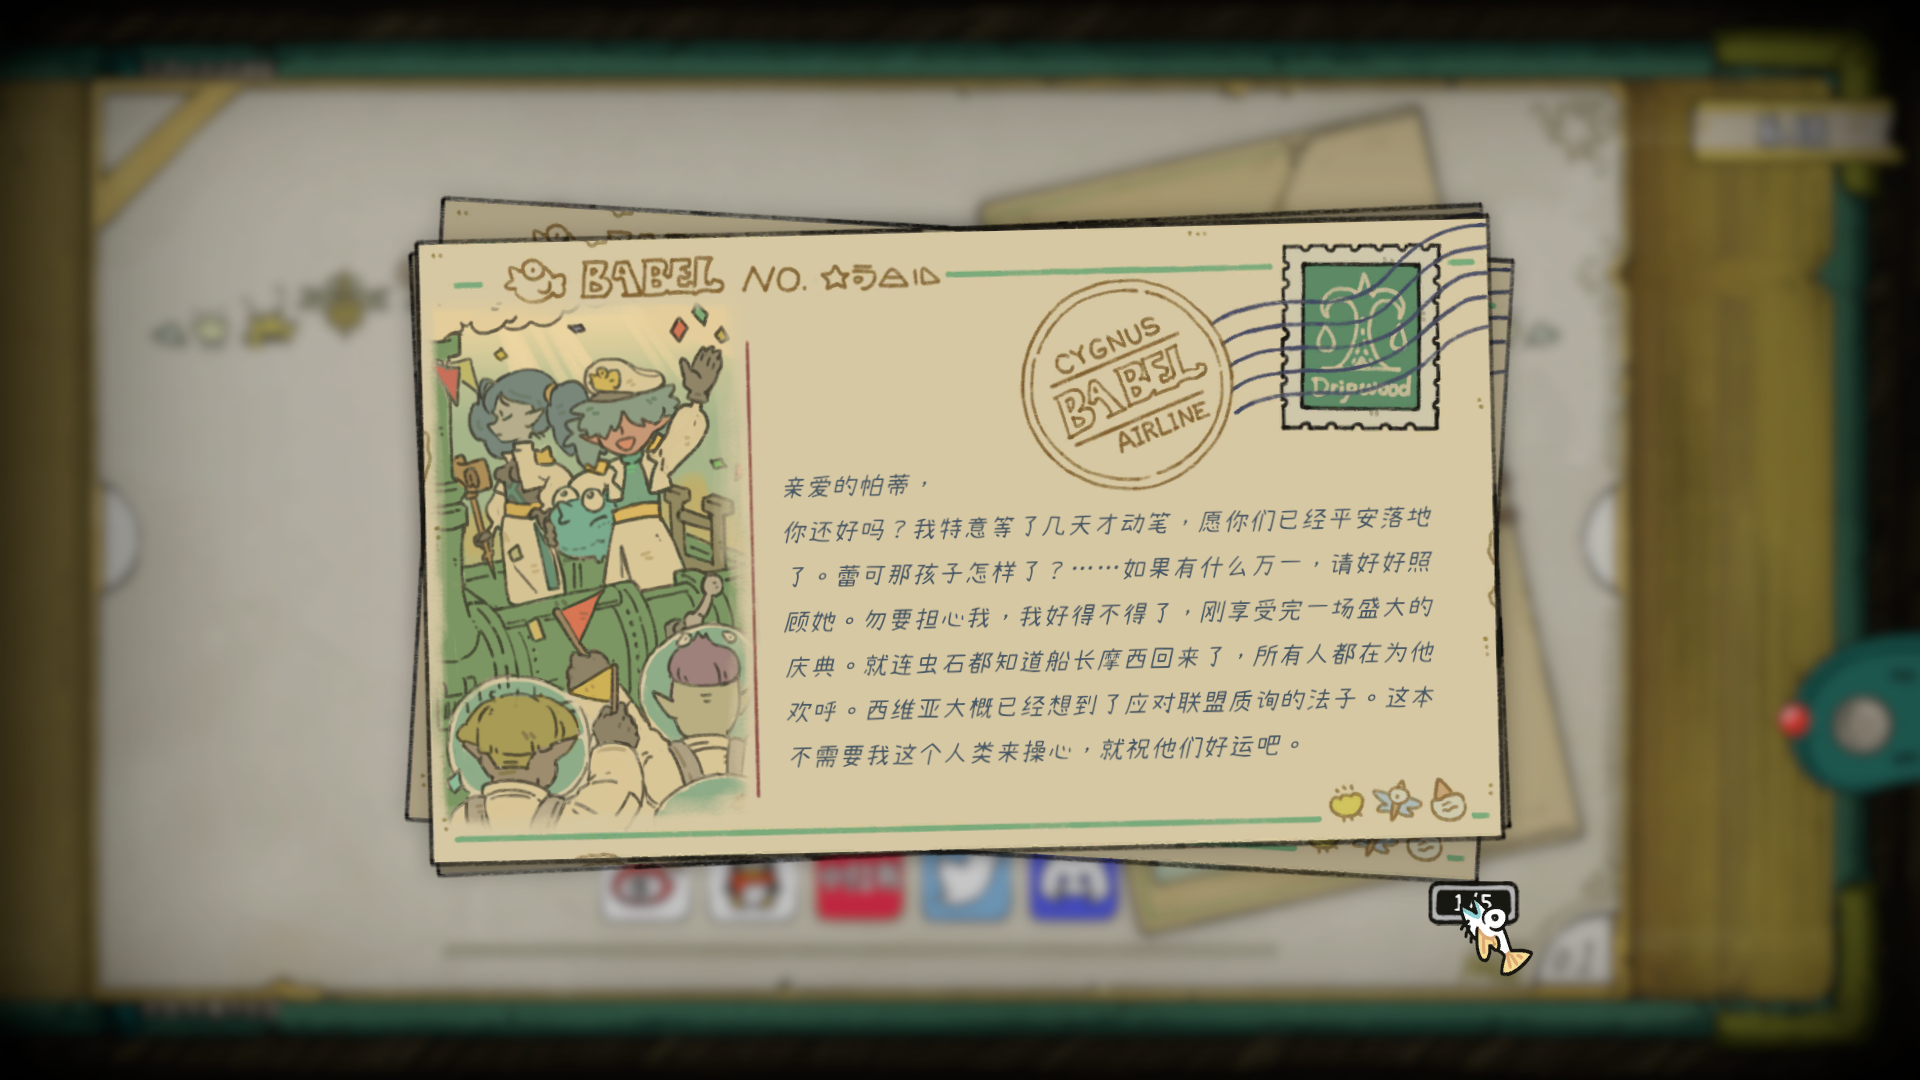 BABEL NO.
CYGNUS
BABEL
AIRLINE
Dripwood
亲爱的帕蒂，
你还好吗？我特意等了几天才动笔，愿你们已经平安落地
了。蕾可那孩子怎样了？……如果有什么万一，请好好照
顾她。勿要担心我，我好得不得了，刚享受完一场盛大的
庆典。就连虫石都知道船长摩西回来了，所有人都在为他
欢呼。西维亚大概已经想到了应对联盟质询的法子。这本
不需要我这个人类来操心，就祝他们好运吧。